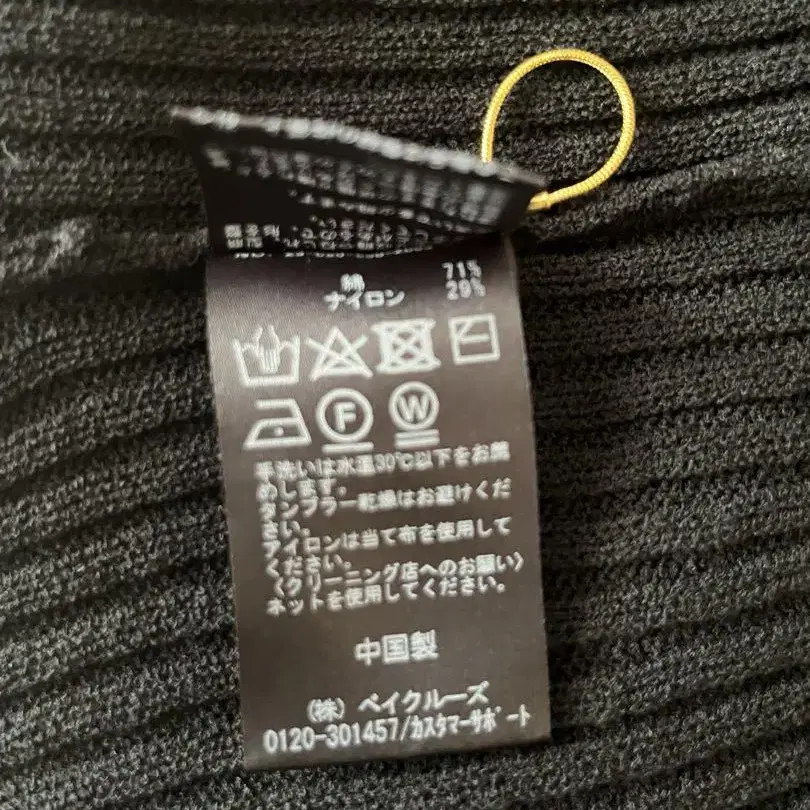 綿 71%
ナイロン 29%
F W
手洗いは水温30℃以下をお薦
めします。
タンブラー乾燥はお避けくだ
さい。
アイロンは当て布を使用して
ください。
〈クリーニング店へのお願い〉
ネットを使用してください。
中国製
(株) ベイクルーズ
0120-301457/カスタマーサポート